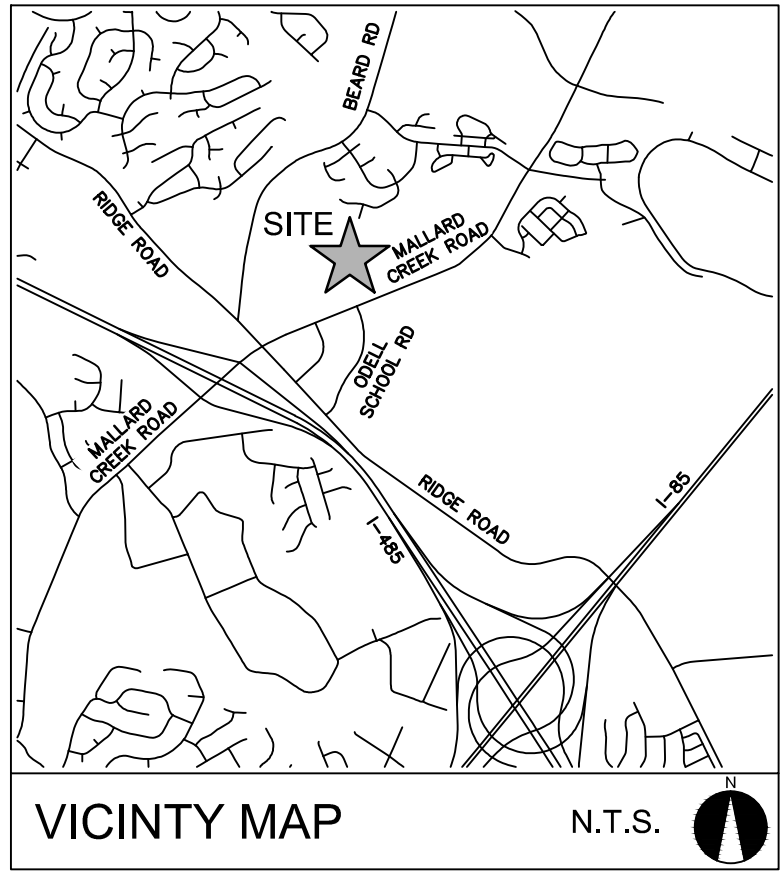 BEARD RD
RIDGE ROAD
SITE
MALLARD
CREEK ROAD
ODELL
SCHOOL RD
MALLARD
CREEK ROAD
RIDGE ROAD
I-85
I-485
VICINTY MAP
N.T.S.
N